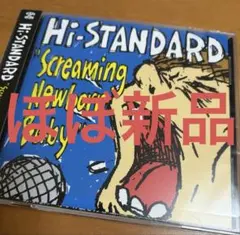 Hi-STANDARD
Hi-STANDARD
"Screaming
Newborn
Baby"
ほぼ新品